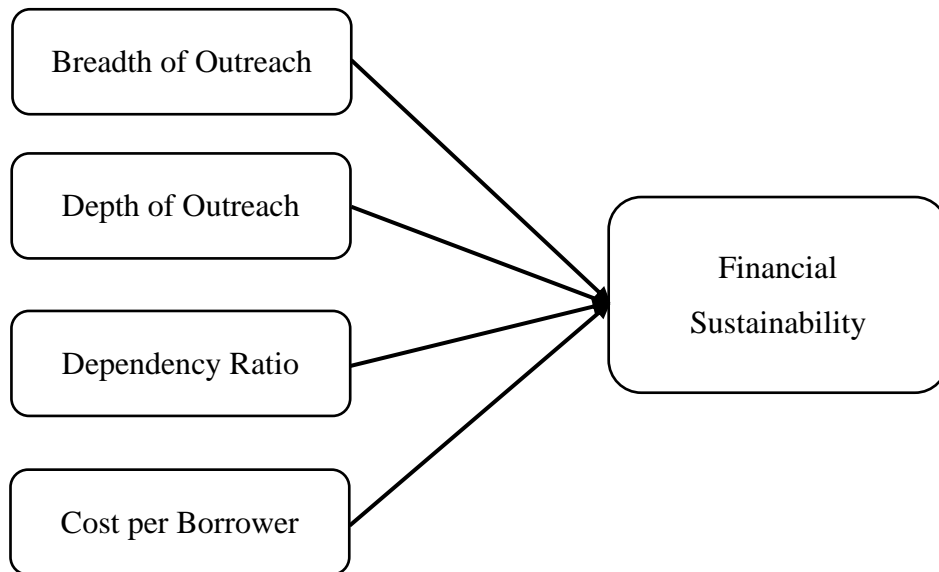 Breadth of Outreach
Depth of Outreach
Dependency Ratio
Cost per Borrower
Financial
Sustainability